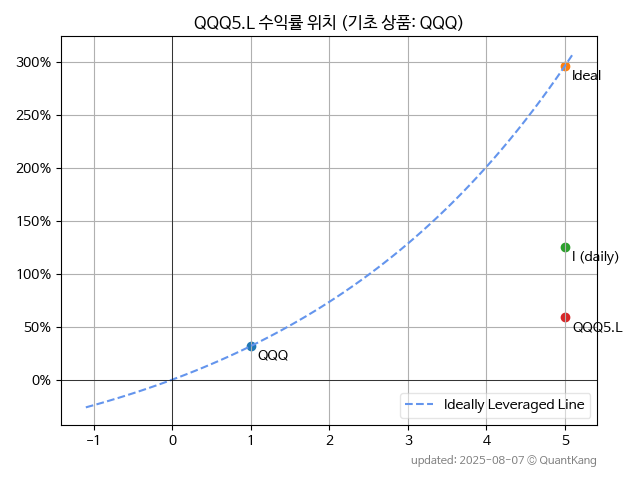 QQQ5.L 수익률 위치 (기초 상품: QQQ)
300%
250%
200%
150%
100%
50%
0%
Ideal
I (daily)
QQQ5.L
QQQ
Ideally Leveraged Line
−1
0
1
2
3
4
5
updated: 2025-08-07 © QuantKang